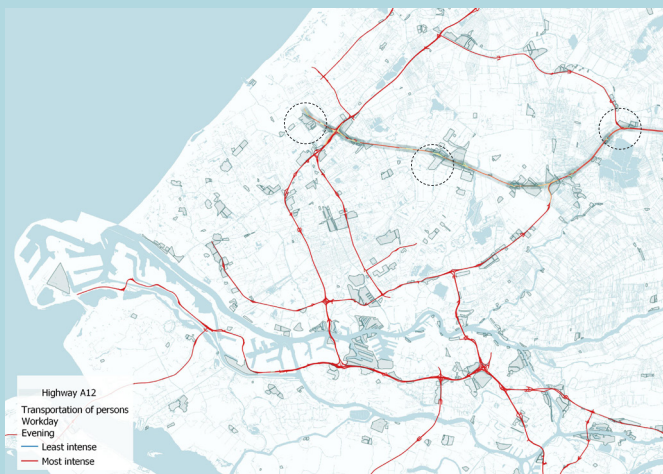 Highway A12
Transportation of persons
Workday
Evening
Least intense
Most intense